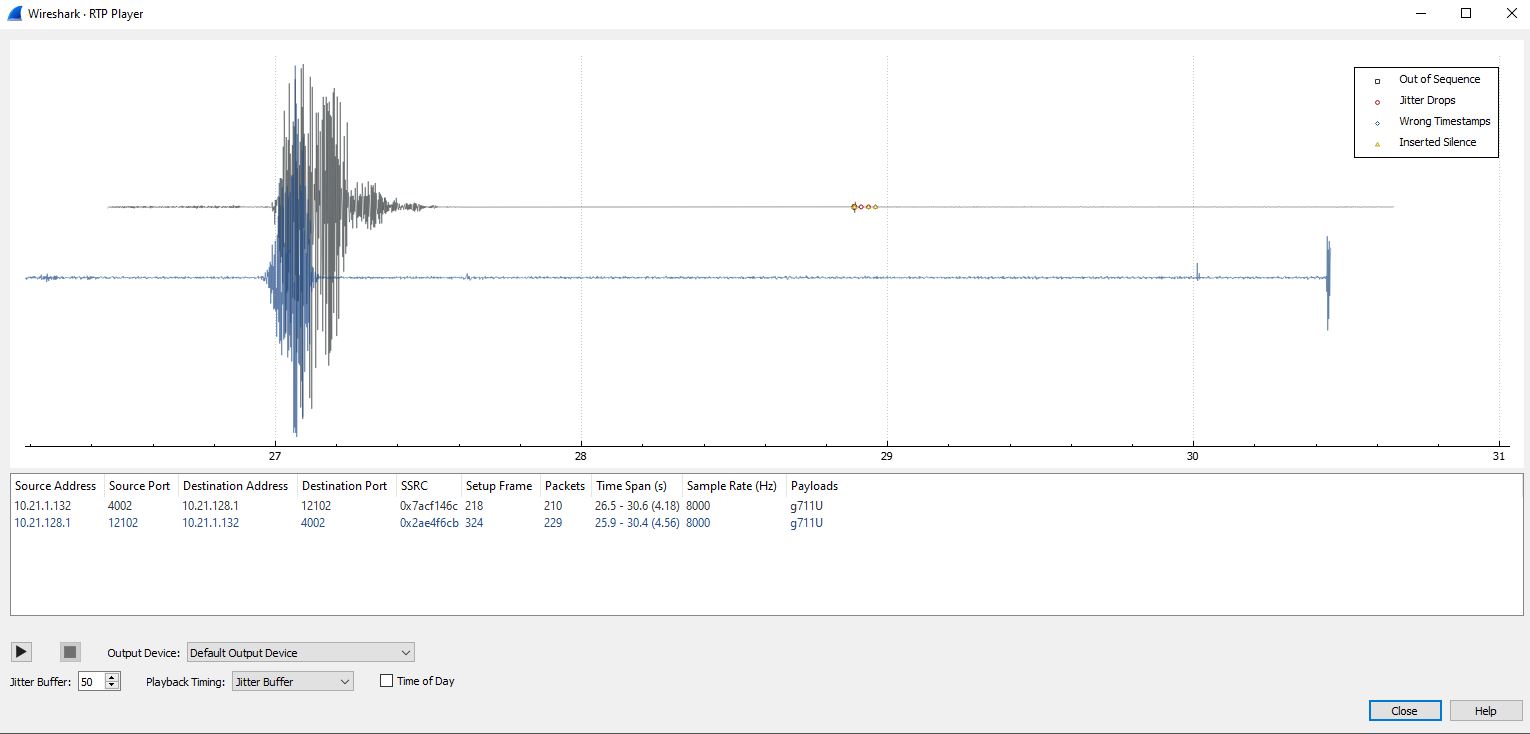 Wireshark · RTP Player
Out of Sequence
Jitter Drops
Wrong Timestamps
Inserted Silence
27 28 29 30 31
Source Address Source Port Destination Address Destination Port SSRC Setup Frame Packets Time Span (s) Sample Rate (Hz) Payloads
10.21.1.132 4002 10.21.128.1 12102 0x7acf146c 218 210 26.5 - 30.6 (4.18) 8000 g711U
10.21.128.1 12102 10.21.1.132 4002 0x2ae4f6cb 324 229 25.9 - 30.4 (4.56) 8000 g711U
Output Device: Default Output Device
Jitter Buffer: 50 Playback Timing: Jitter Buffer Time of Day
Close Help